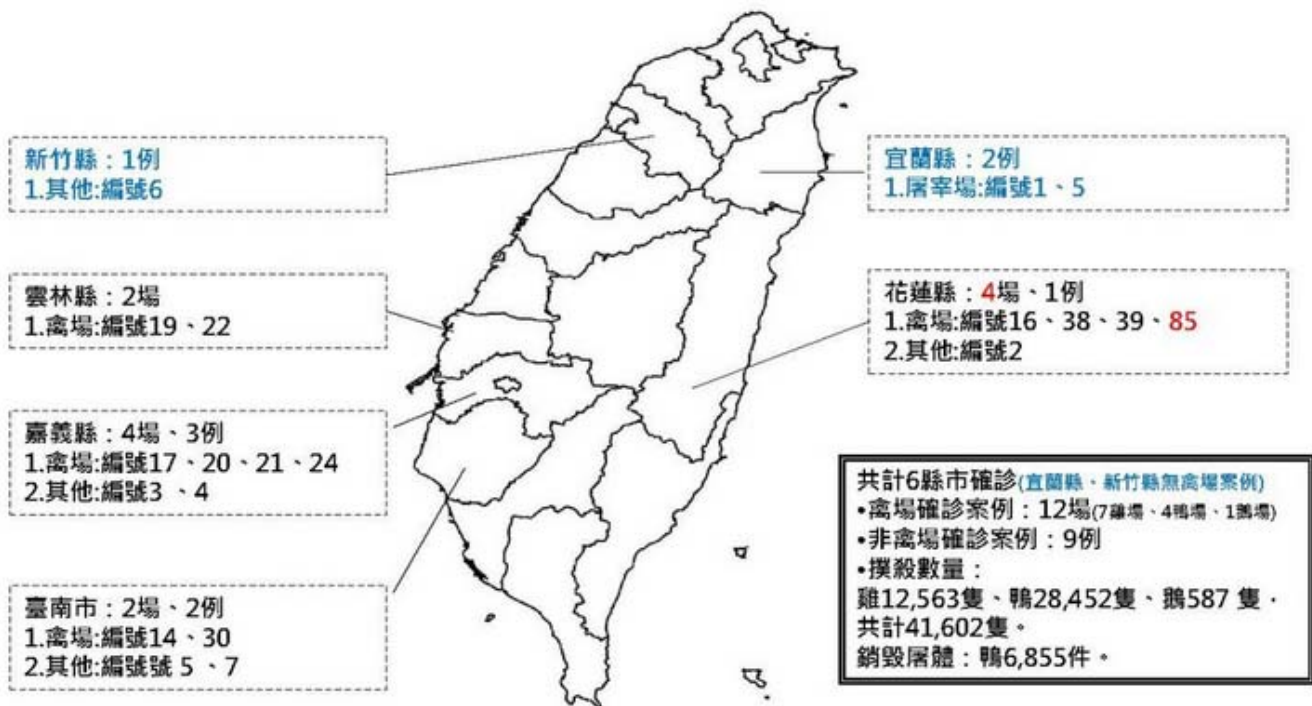 新竹縣：1例
1.其他:編號6
雲林縣：2場
1.禽場:編號19、22
嘉義縣：4場、3例
1.禽場:編號17、20、21、24
2.其他:編號3 、4
臺南市：2場、2例
1.禽場:編號14、30
2.其他:編號號 5 、7
宜蘭縣：2例
1.屠宰場:編號1、5
花蓮縣：4場、1例
1.禽場:編號16、38、39、85
2.其他:編號2
共計6縣市確診(宜蘭縣、新竹縣無禽場案例)
•禽場確診案例：12場(7雞場、4鴨場、1鵝場)
•非禽場確診案例：9例
•撲殺數量：
雞12,563隻、鴨28,452隻、鵝587 隻，
共計41,602隻。
銷毀屠體：鴨6,855件。